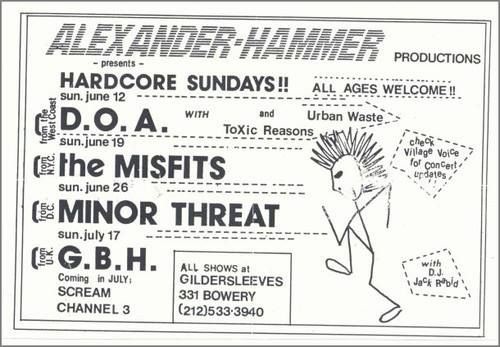 ALEXANDER-HAMMER PRODUCTIONS
- presents -
HARDCORE SUNDAYS!! ALL AGES WELCOME!!
sun. june 12
from the West Coast D.O.A. WITH ToXic Reasons and Urban Waste
sun. june 19
from N.Y.C. the MISFITS
sun. june 26
from D.C. MINOR THREAT
sun. july 17
from U.K. G.B.H.
Coming in JULY:
SCREAM
CHANNEL 3
ALL SHOWS at
GILDERSLEEVES
331 BOWERY
(212)533-3940
check
Village Voice
for concert
updates
with
D.J.
Jack Rabid